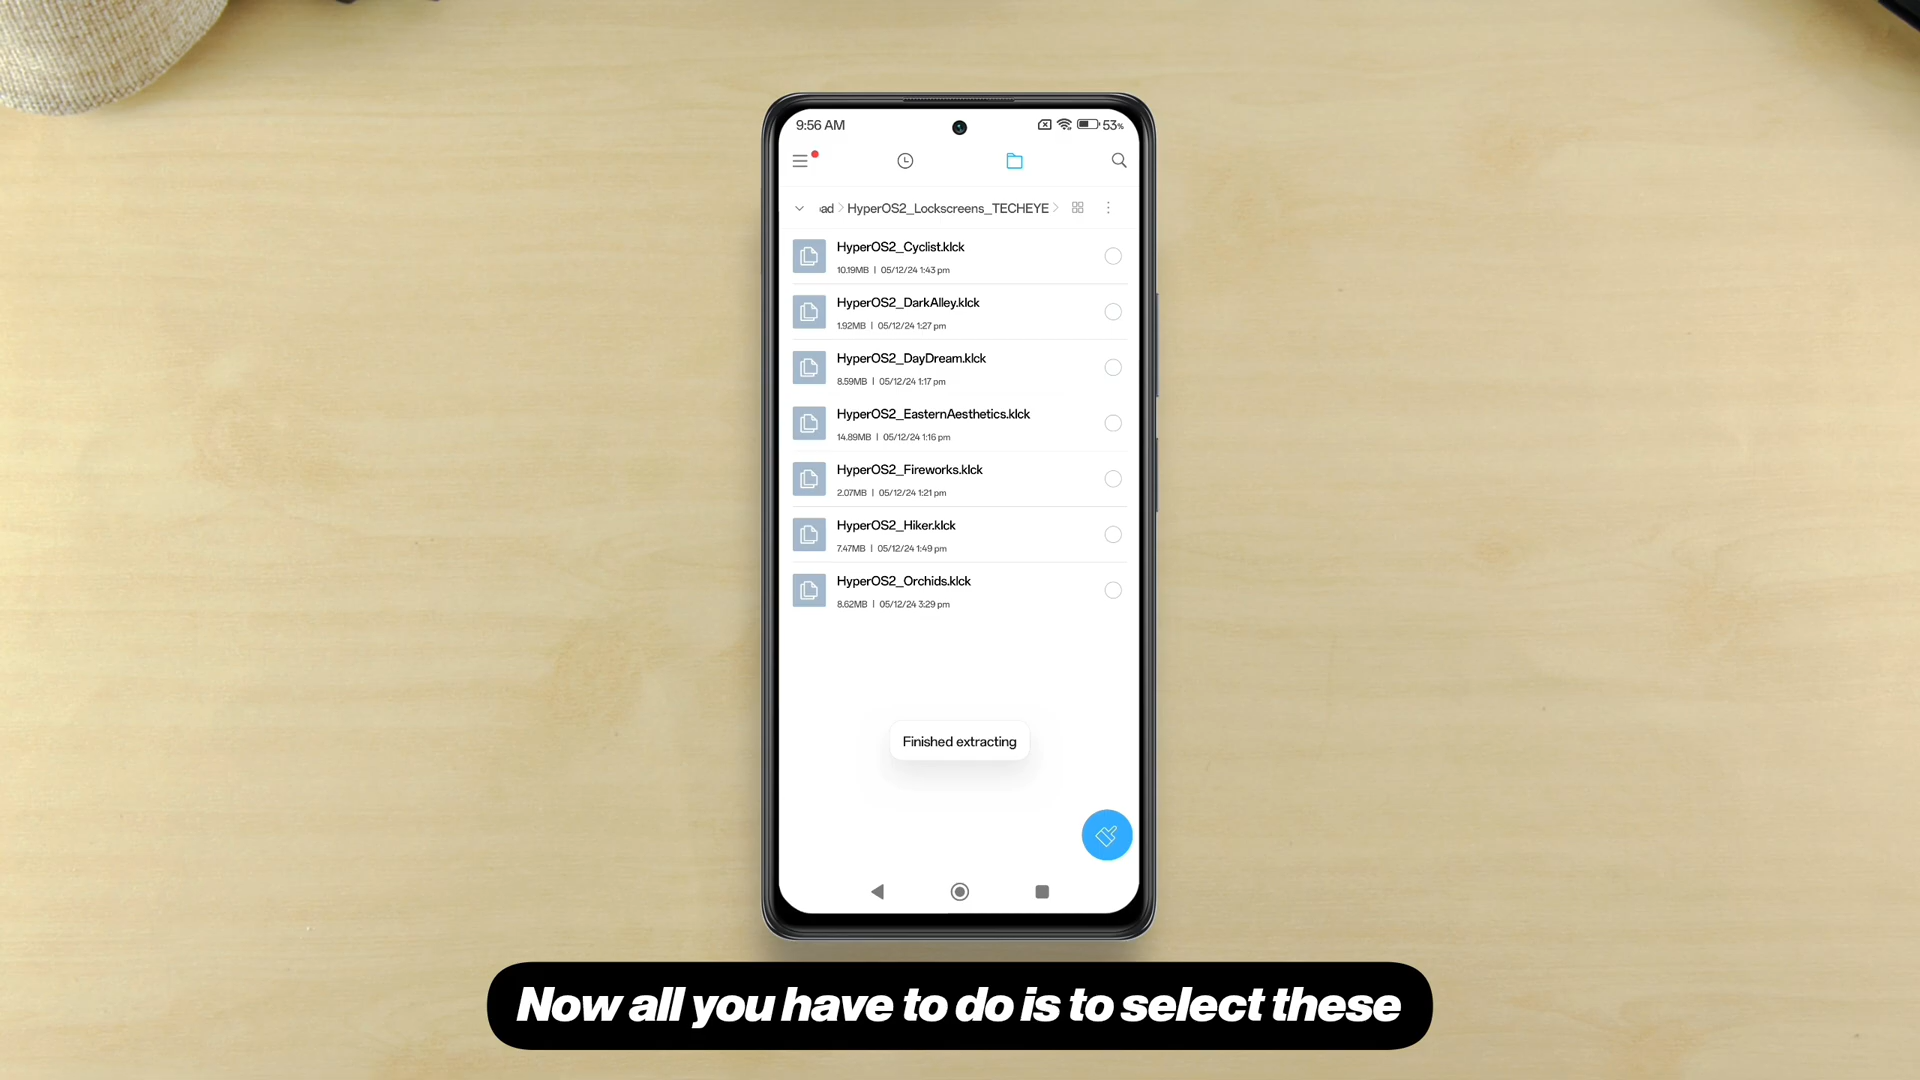 9:56 AM
53%
ad > HyperOS2_Lockscreens_TECHEYE >
HyperOS2_Cyclist.klck
10.19MB | 05/12/24 1:43 pm
HyperOS2_DarkAlley.klck
1.92MB | 05/12/24 1:27 pm
HyperOS2_DayDream.klck
8.59MB | 05/12/24 1:17 pm
HyperOS2_EasternAesthetics.klck
14.89MB | 05/12/24 1:16 pm
HyperOS2_Fireworks.klck
2.07MB | 05/12/24 1:21 pm
HyperOS2_Hiker.klck
7.47MB | 05/12/24 1:49 pm
HyperOS2_Orchids.klck
8.62MB | 05/12/24 3:29 pm
Finished extracting
Now all you have to do is to select these